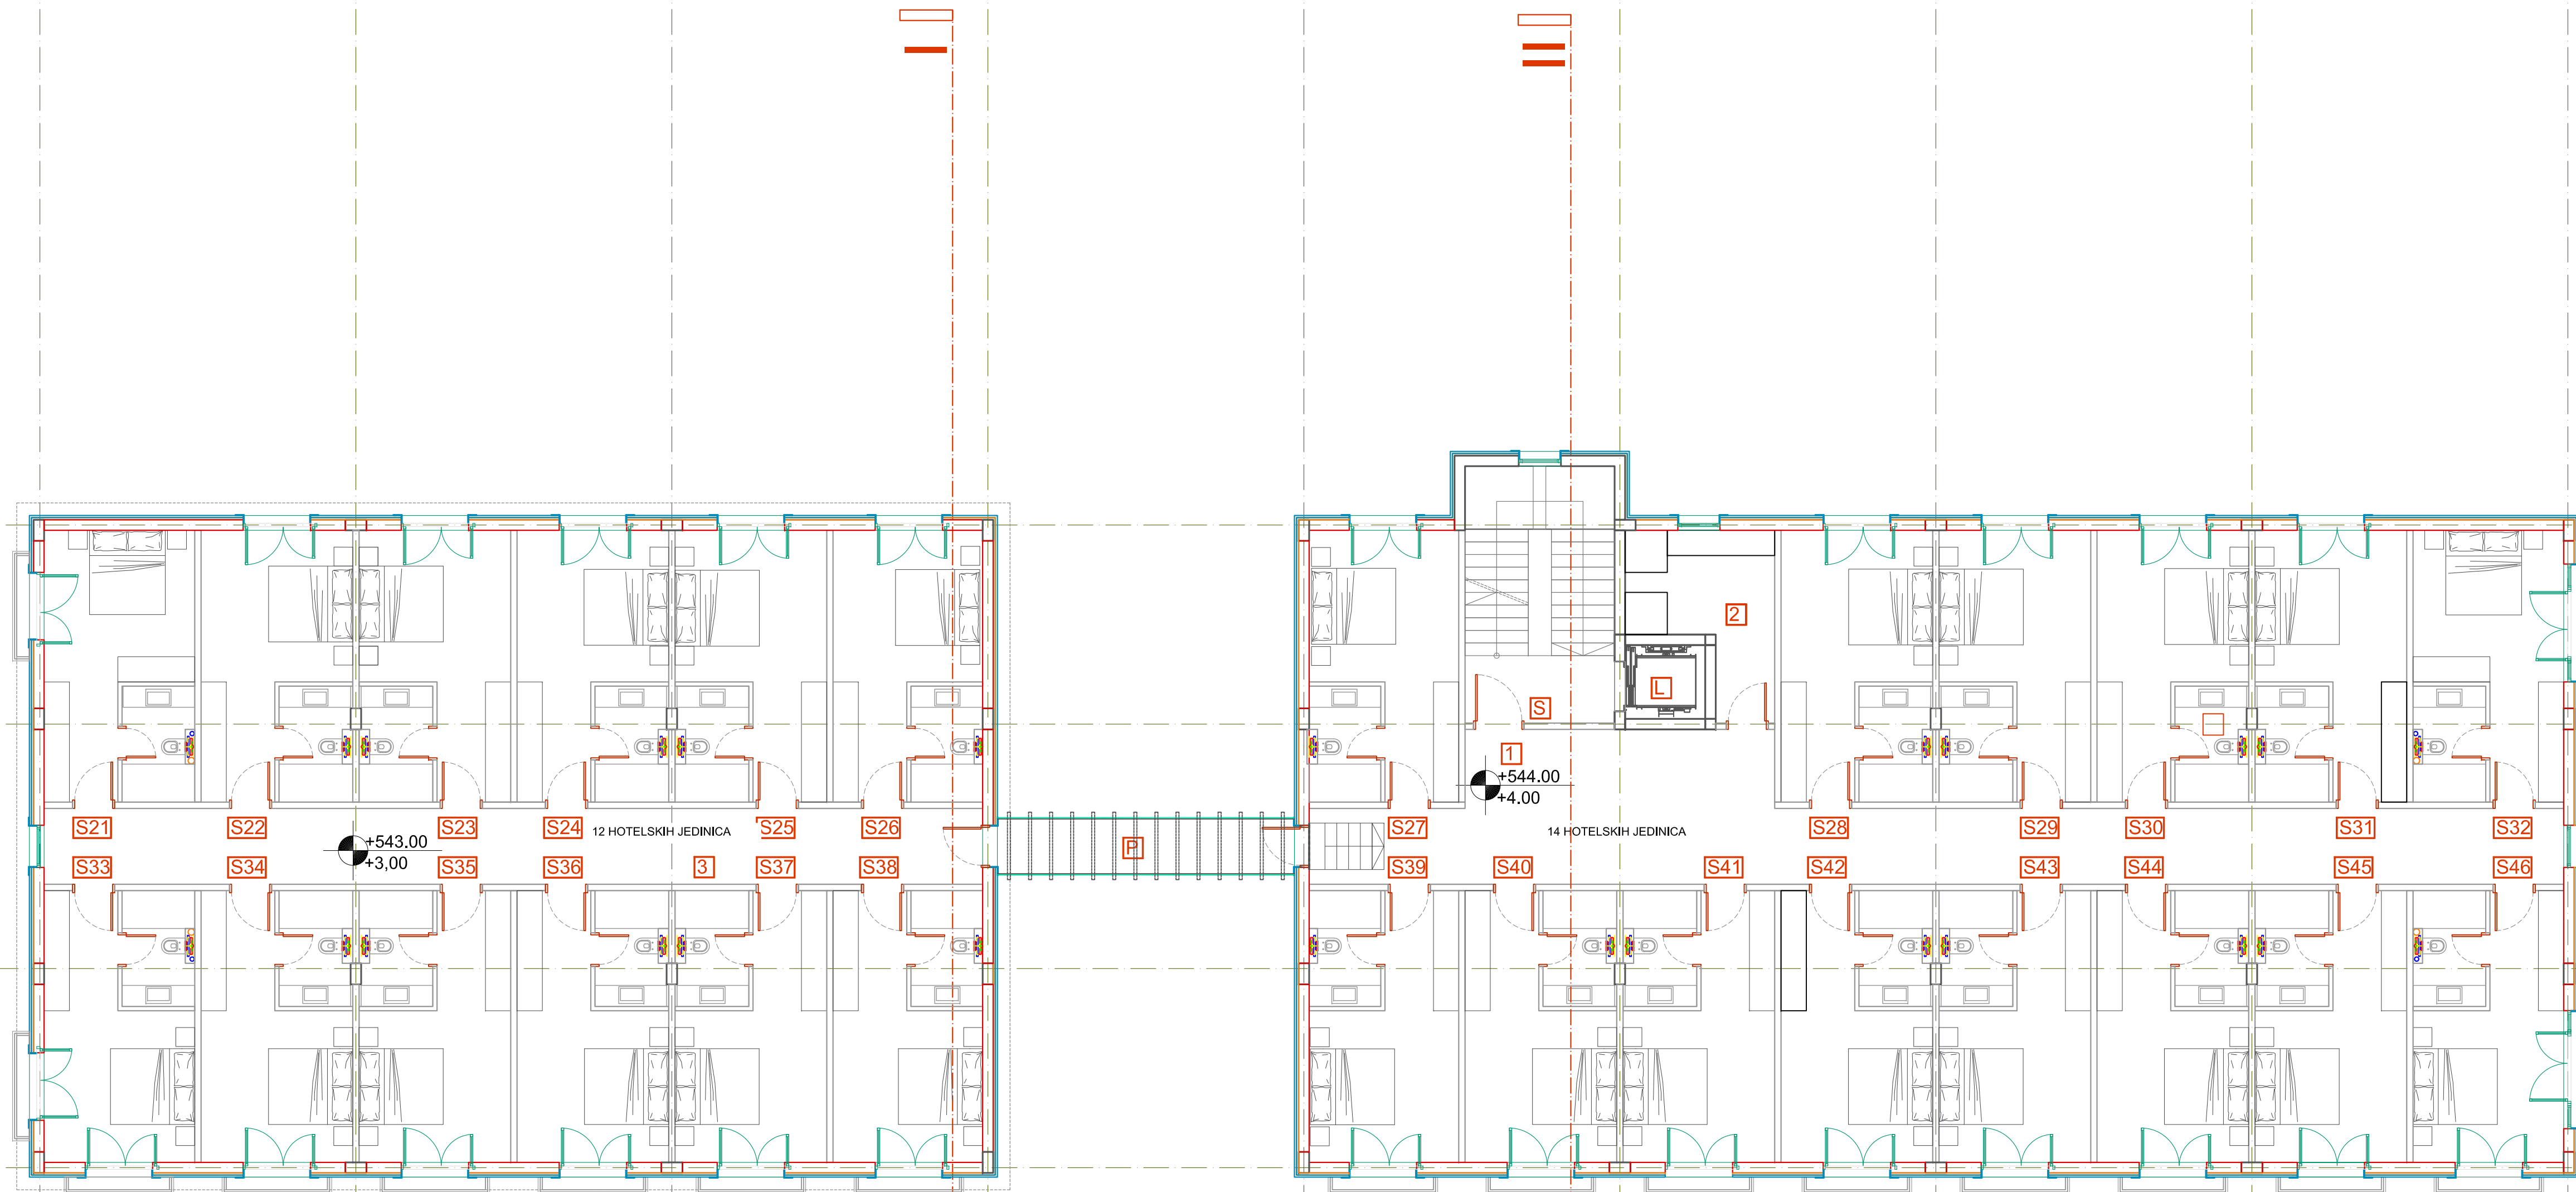 2
L
S
1
+544.00
+4.00
S21 S22 S23 S24 12 HOTELSKIH JEDINICA S25 S26
+543.00
+3,00
S33 S34 S35 S36 3 S37 S38
P
S27 14 HOTELSKIH JEDINICA S28 S29 S30 S31 S32
S39 S40 S41 S42 S43 S44 S45 S46